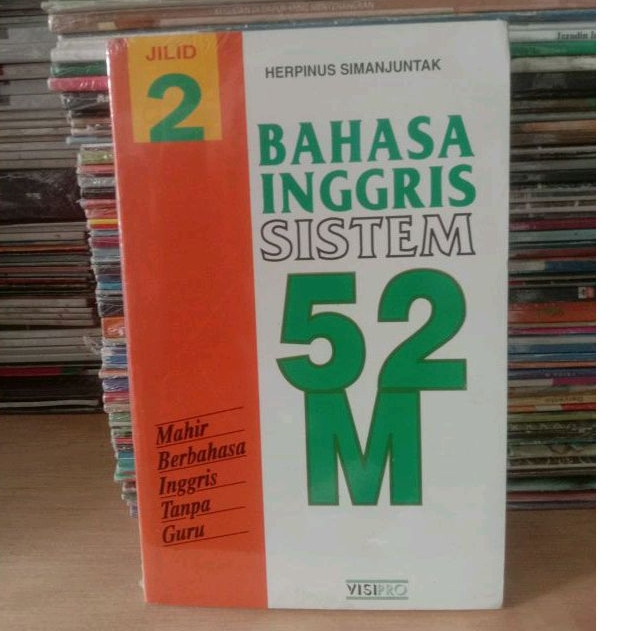 JILID
2
HERPINUS SIMANJUNTAK
BAHASA
INGGRIS
SISTEM
52
M
Mahir
Berbahasa
Inggris
Tanpa
Guru
VISIPRO